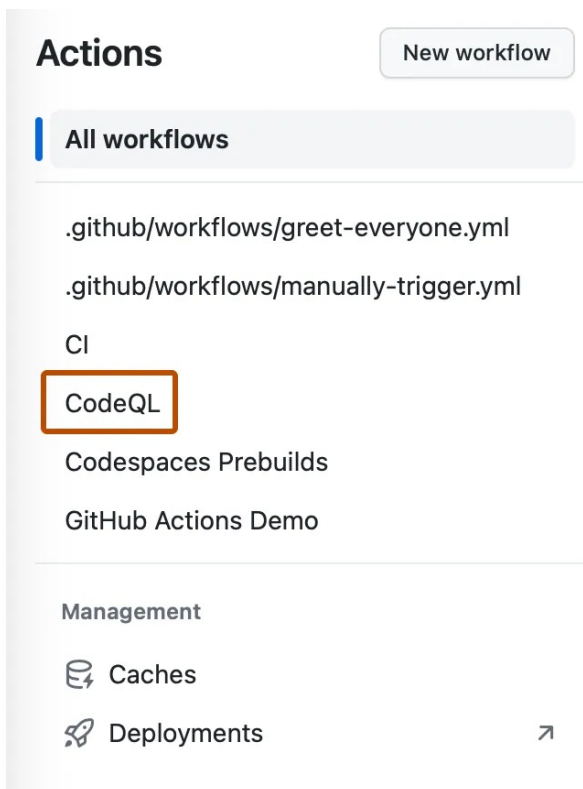 Actions
New workflow
All workflows
.github/workflows/greet-everyone.yml
.github/workflows/manually-trigger.yml
CI
CodeQL
Codespaces Prebuilds
GitHub Actions Demo
Management
Caches
Deployments